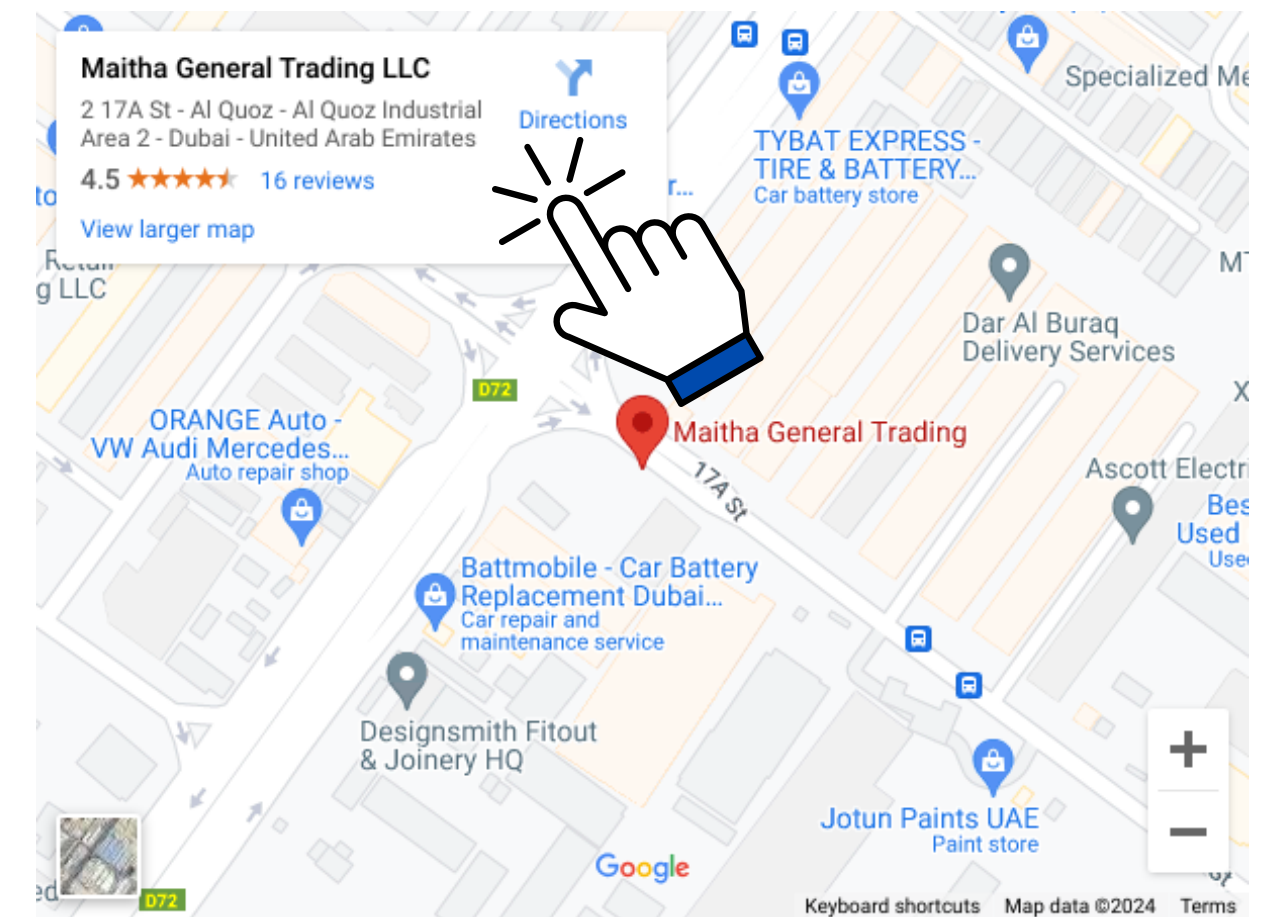 Maitha General Trading LLC
2 17A St - Al Quoz - Al Quoz Industrial
Area 2 - Dubai - United Arab Emirates
4.5
16 reviews
View larger map
Directions
Specialized Me
TYBAT EXPRESS -
TIRE & BATTERY...
Car battery store
to
r...
Retail
g LLC
MT
Dar Al Buraq
Delivery Services
D72
X
ORANGE Auto -
VW Audi Mercedes...
Auto repair shop
Maitha General Trading
17A St
Ascott Electri
Bes
Used
Use
Battmobile - Car Battery
Replacement Dubai...
Car repair and
maintenance service
Designsmith Fitout
& Joinery HQ
Jotun Paints UAE
Paint store
Google
ed
D72
Keyboard shortcuts Map data ©2024 Terms